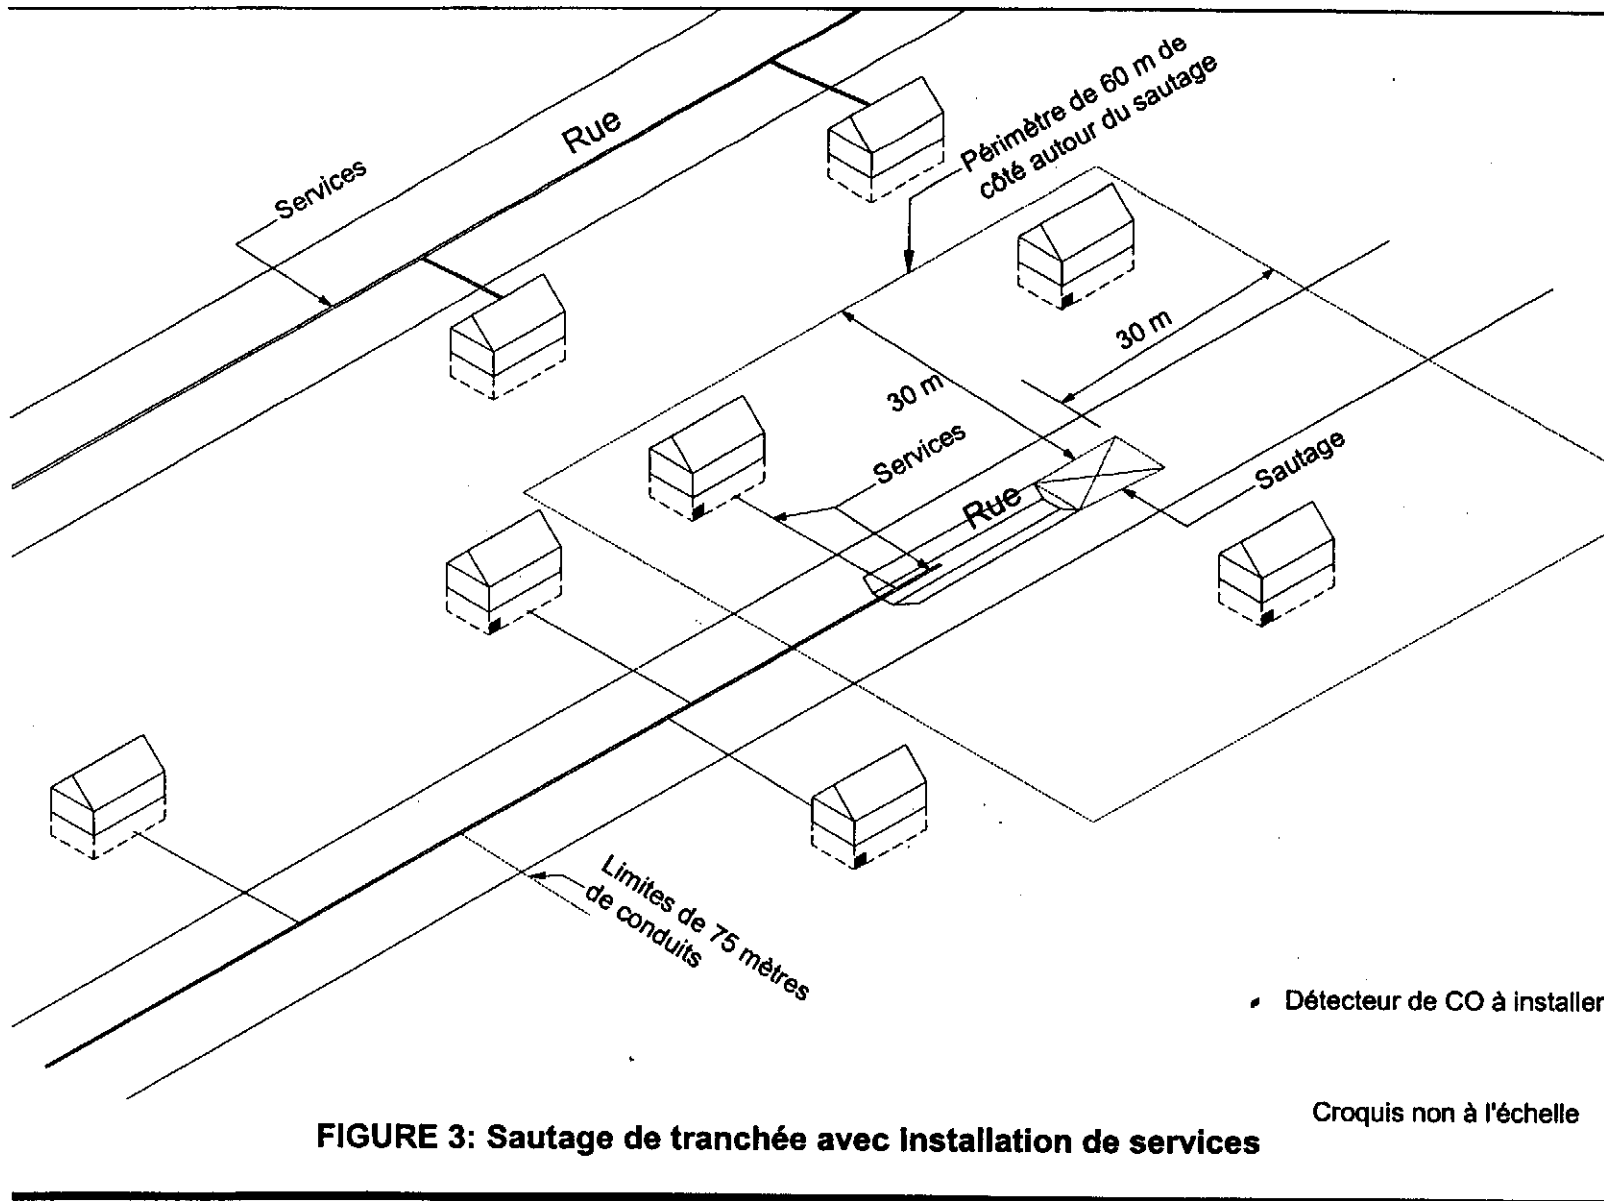 Périmètre de 60 m de
côté autour du sautage
Rue
Services
30 m
30 m
Services
Sautage
Rue
Limites de 75 mètres
de conduits
Détecteur de CO à installer
Croquis non à l'échelle
FIGURE 3: Sautage de tranchée avec installation de services